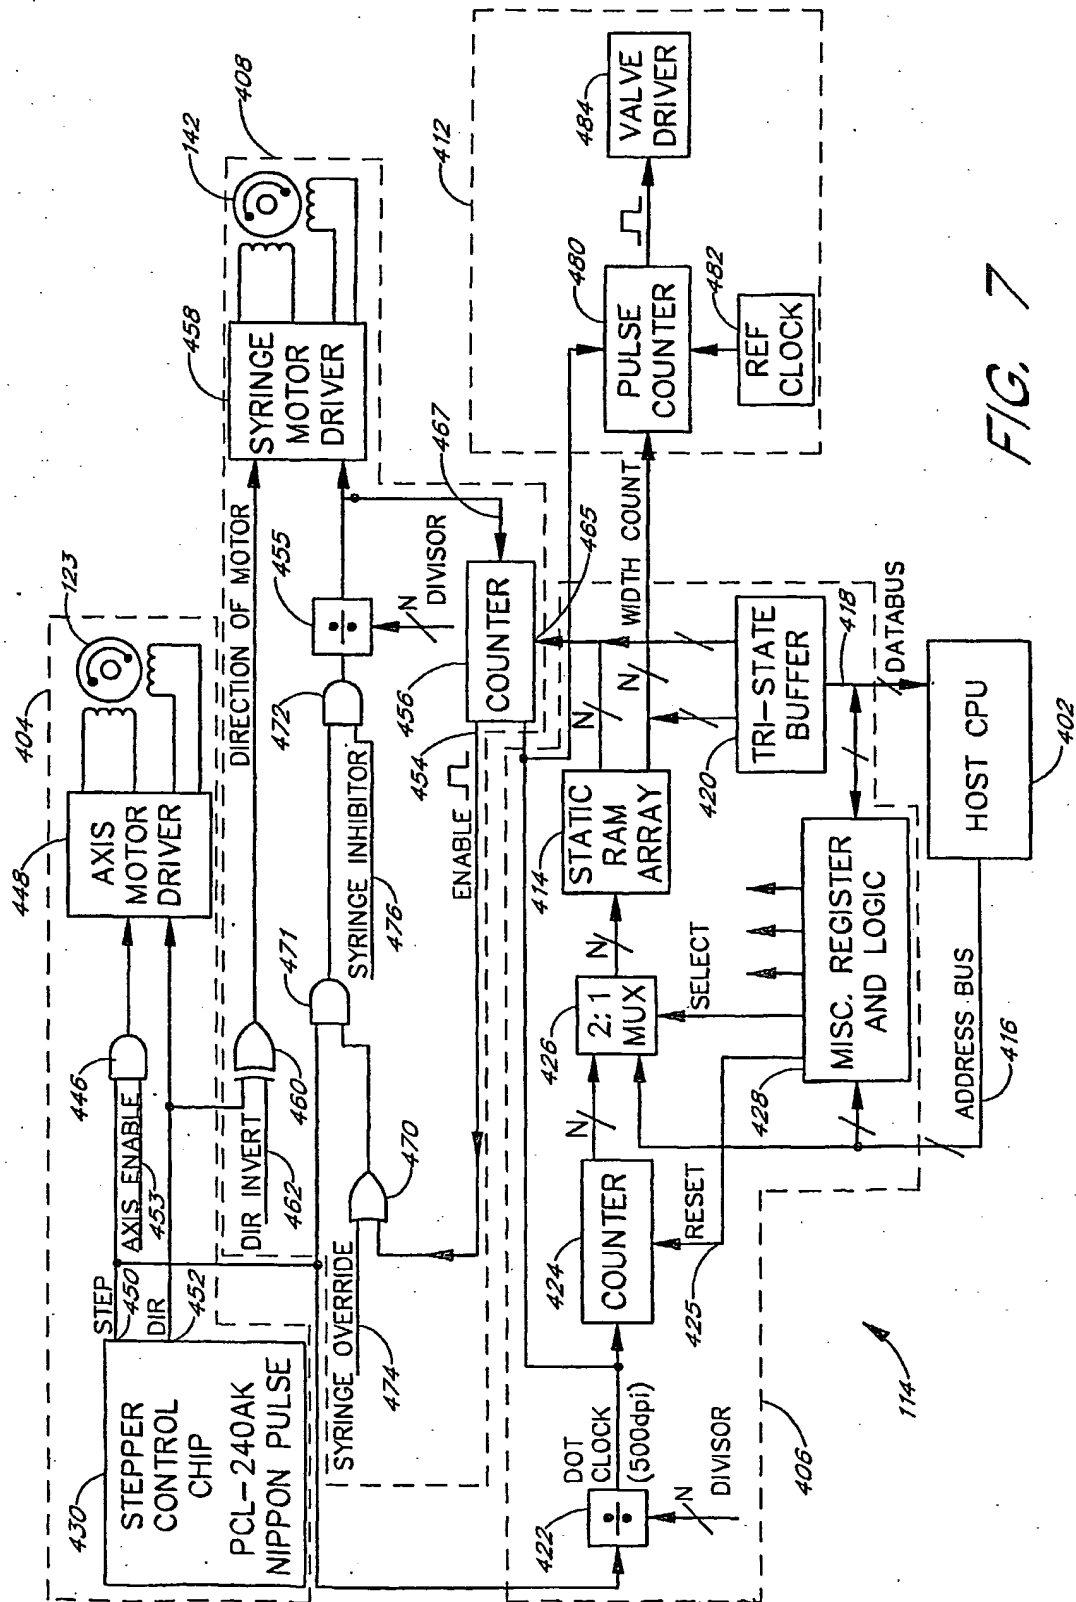 404
448
AXIS
MOTOR
DRIVER
123
446
AXIS ENABLE
453
STEP
450
DIR
452
430
STEPPER
CONTROL
CHIP
PCL-240AK
NIPPON PULSE
408
142
458
SYRINGE
MOTOR
DRIVER
DIRECTION OF MOTOR
460
DIR INVERT
462
455
N
DIVISOR
472
SYRINGE INHIBITOR
476
471
470
SYRINGE OVERRIDE
474
467
456
COUNTER
465
454
ENABLE
412
484
VALVE
DRIVER
480
PULSE
COUNTER
482
REF
CLOCK
WIDTH COUNT
N
N
414
STATIC
RAM
ARRAY
420
TRI-STATE
BUFFER
418
DATABUS
402
HOST CPU
N
426
2:1
MUX
SELECT
428
MISC. REGISTER
AND LOGIC
ADDRESS BUS
416
N
424
COUNTER
RESET
425
DOT
CLOCK
(500dpi)
422
N
DIVISOR
406
114
FIG. 7